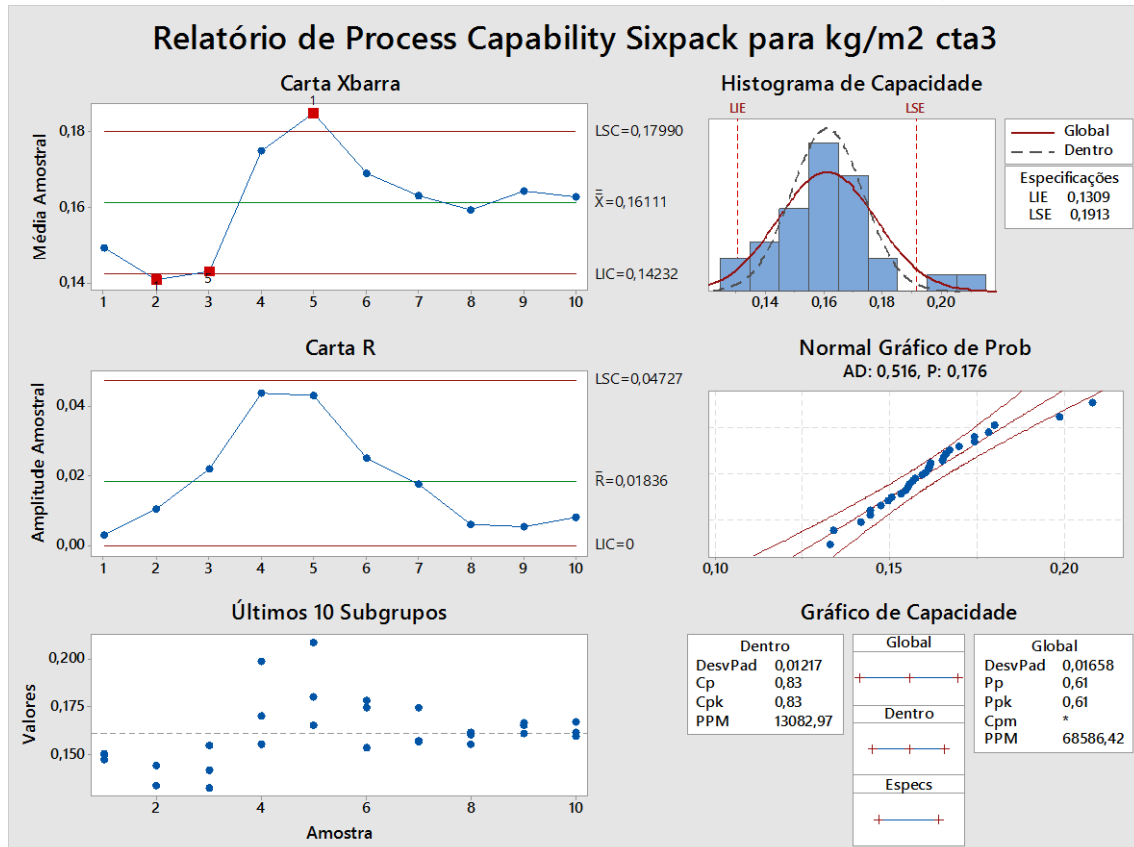 Relatório de Process Capability Sixpack para kg/m2 cta3
Carta Xbarra
Média Amostral
0,18
0,16
0,14
1
1
5
LSC=0,17990
X=0,16111
LIC=0,14232
1 2 3 4 5 6 7 8 9 10
Histograma de Capacidade
LIE LSE
0,14 0,16 0,18 0,20
Global
Dentro
Especificações
LIE 0,1309
LSE 0,1913
Carta R
Amplitude Amostral
0,04
0,02
0,00
LSC=0,04727
R=0,01836
LIC=0
1 2 3 4 5 6 7 8 9 10
Normal Gráfico de Prob
AD: 0,516, P: 0,176
0,10 0,15 0,20
Últimos 10 Subgrupos
Valores
0,200
0,175
0,150
2 4 6 8 10
Amostra
Gráfico de Capacidade
Dentro
DesvPad 0,01217
Cp 0,83
Cpk 0,83
PPM 13082,97
Global
Dentro
Especs
Global
DesvPad 0,01658
Pp 0,61
Ppk 0,61
Cpm *
PPM 68586,42